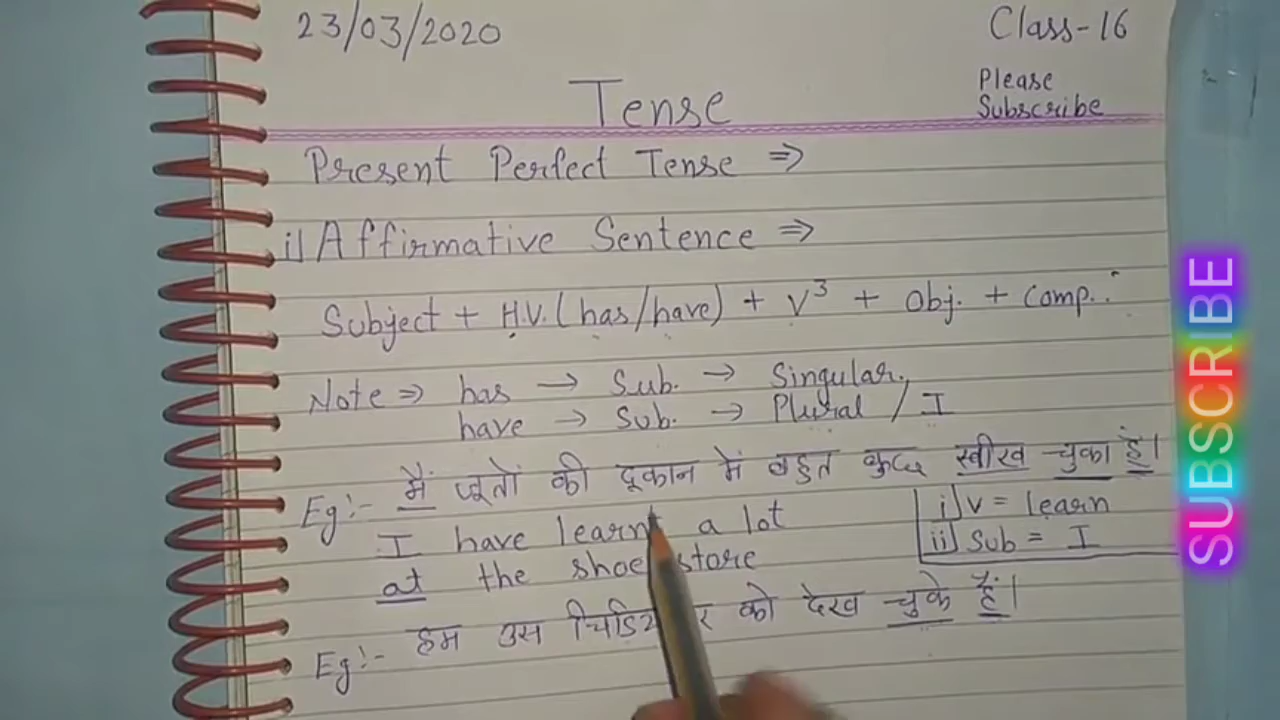 23/03/2020
Class-16
Please
Subscribe
Tense
Present Perfect Tense ⇒
i) Affirmative Sentence ⇒
Subject + H.V. (has/have) + V³ + Obj. + Comp..
Note ⇒ has → Sub. → Singular.
have → Sub. → Plural / I
Eg:- मैं जूतों की दूकान में बहुत कुछ सीख चुका हूं।
I have learnt a lot
at the shoe store
i) V = learn
ii) Sub = I
Eg:- हम उस को देख चुके हैं।
SUBSCRIBE